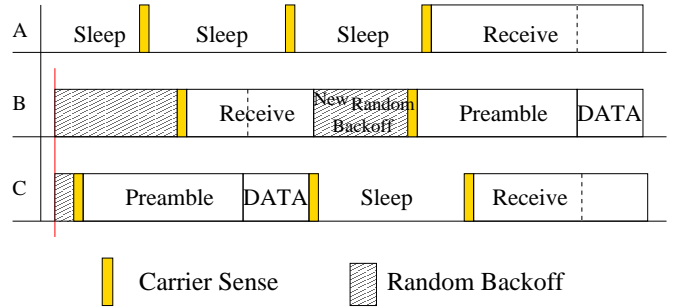 A Sleep Sleep Sleep Receive
B Receive New Random Backoff Preamble DATA
C Preamble DATA Sleep Receive
Carrier Sense Random Backoff